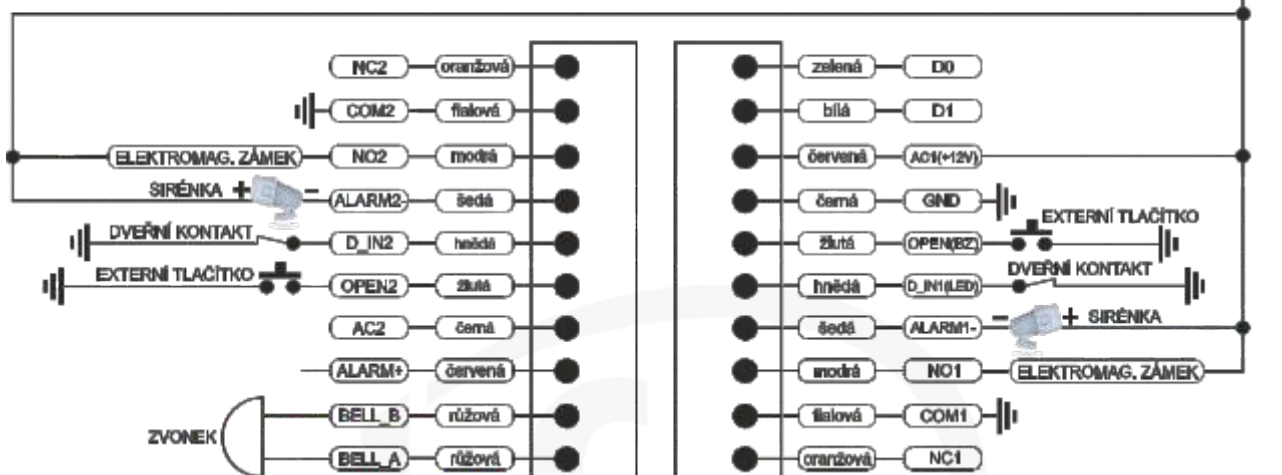 NC2 oranžová zelená D0
COM2 fialová bílá D1
ELEKTROMAG. ZÁMEK NO2 modrá červená AC1(+12V)
SIRÉNKA + - ALARM2- šedá černá GND
EXTERNÍ TLAČÍTKO
DVEŘNÍ KONTAKT D_IN2 hnědá žlutá OPEN(BZ)
DVEŘNÍ KONTAKT
EXTERNÍ TLAČÍTKO OPEN2 žlutá hnědá D_IN1(LED)
AC2 černá šedá ALARM1- - + SIRÉNKA
ALARM+ červená modrá NO1 ELEKTROMAG. ZÁMEK
BELL_B růžová fialová COM1
ZVONEK
BELL_A růžová oranžová NC1